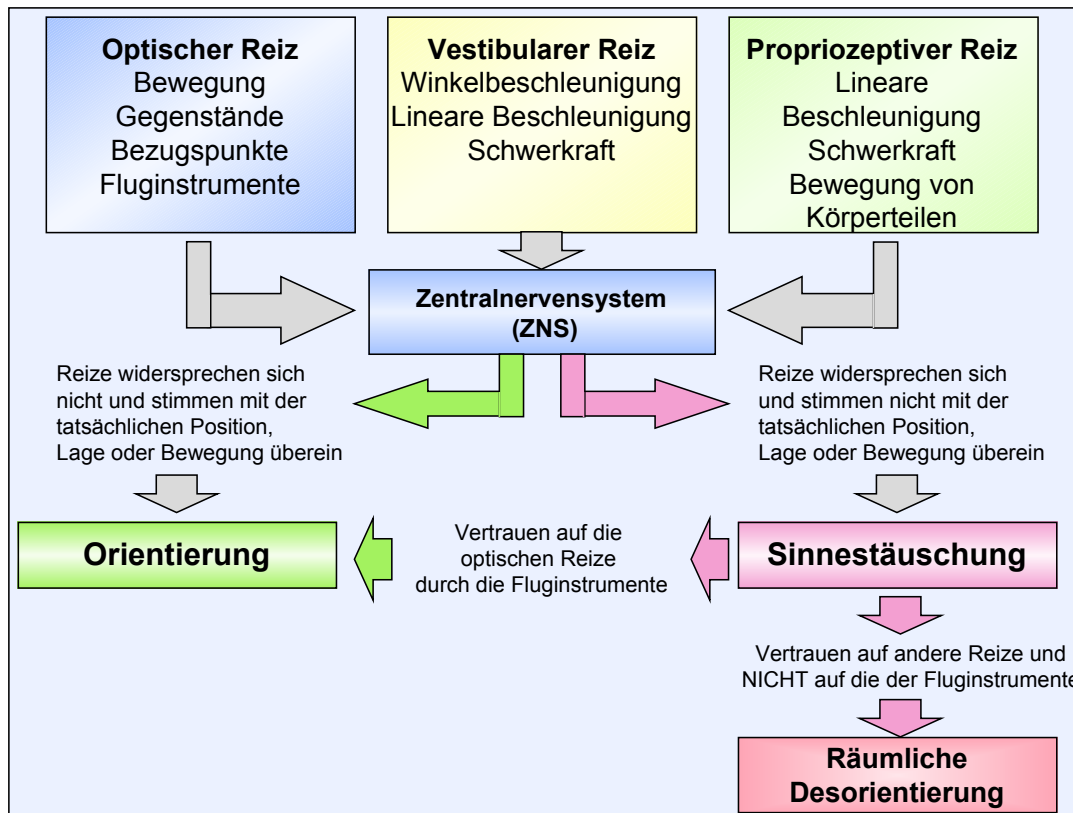 Optischer Reiz
Bewegung
Gegenstände
Bezugspunkte
Fluginstrumente
Vestibularer Reiz
Winkelbeschleunigung
Lineare Beschleunigung
Schwerkraft
Propriozeptiver Reiz
Lineare
Beschleunigung
Schwerkraft
Bewegung von
Körperteilen
Zentralnervensystem
(ZNS)
Reize widersprechen sich
nicht und stimmen mit der
tatsächlichen Position,
Lage oder Bewegung überein
Reize widersprechen sich
und stimmen nicht mit der
tatsächlichen Position,
Lage oder Bewegung überein
Orientierung
Vertrauen auf die
optischen Reize
durch die Fluginstrumente
Sinnestäuschung
Vertrauen auf andere Reize und
NICHT auf die der Fluginstrumente
Räumliche
Desorientierung